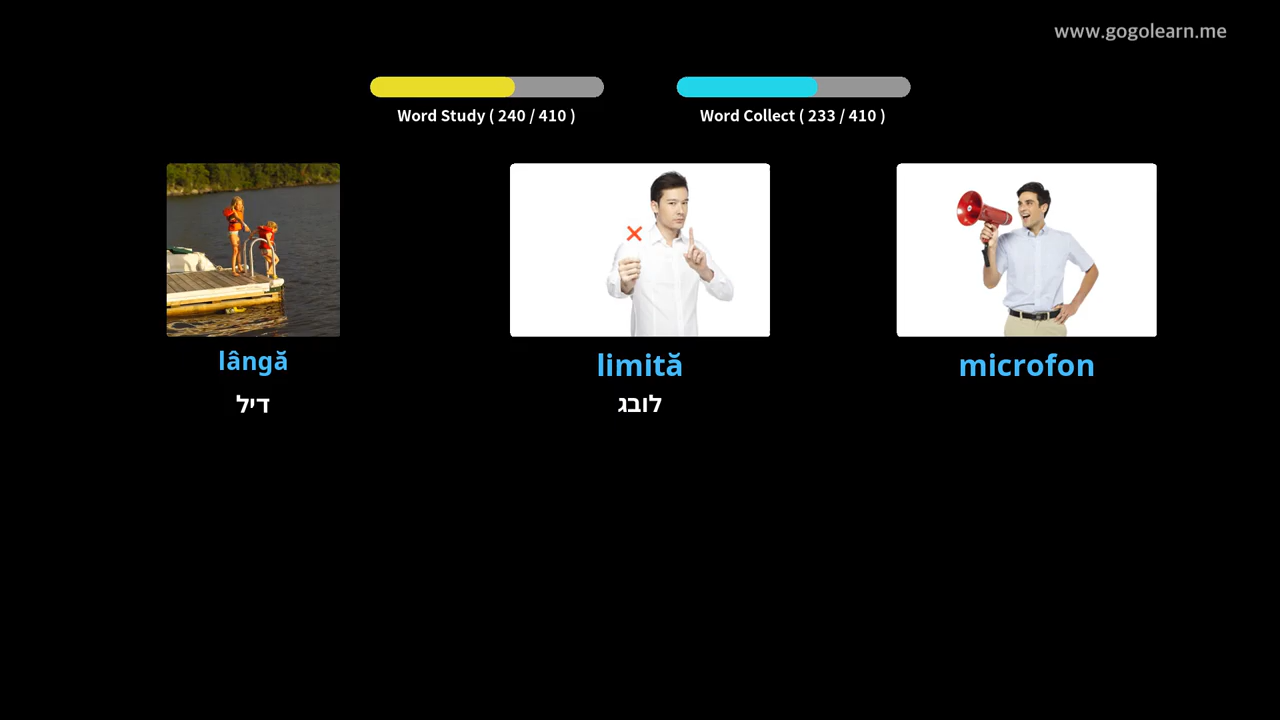 www.gogolearn.me
Word Study ( 240 / 410 )
Word Collect ( 233 / 410 )
lângă
limită
microfon
דיל
לובג